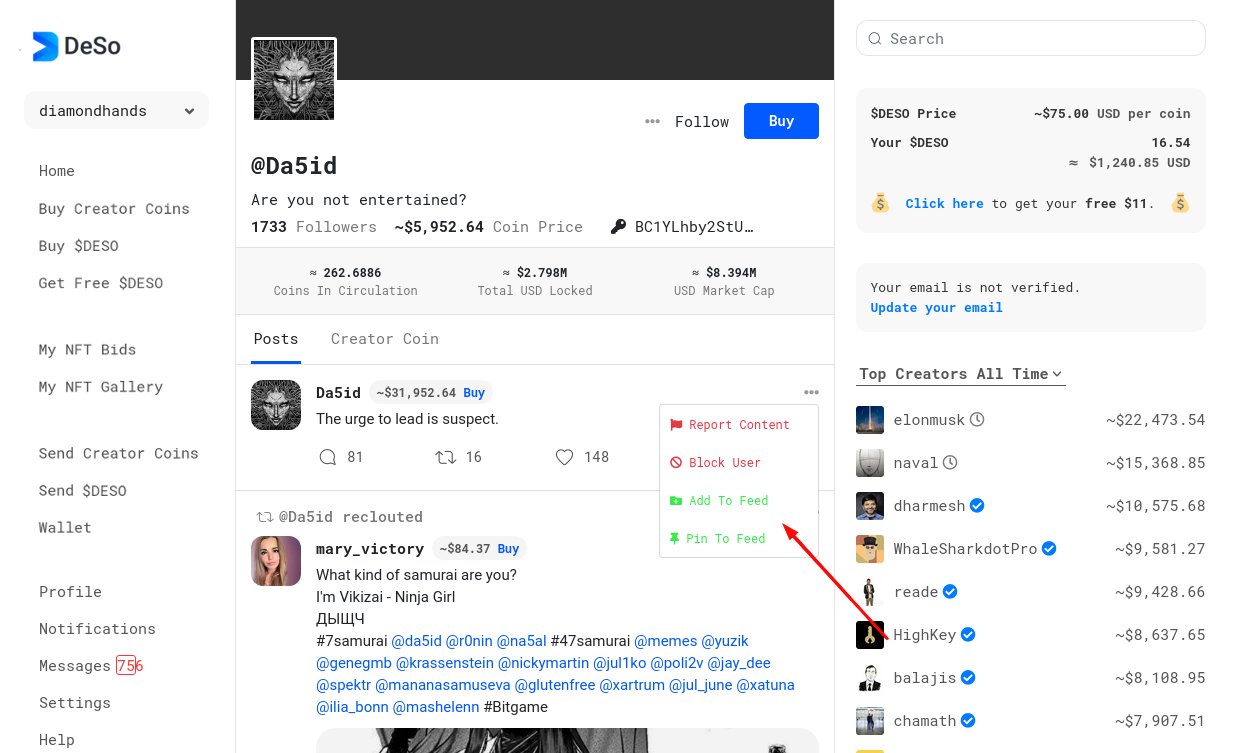 DeSo
diamondhands
Home
Buy Creator Coins
Buy $DESO
Get Free $DESO
My NFT Bids
My NFT Gallery
Send Creator Coins
Send $DESO
Wallet
Profile
Notifications
Messages 756
Settings
Help
Follow
Buy
@Da5id
Are you not entertained?
1733 Followers ~$5,952.64 Coin Price BC1YLhby2StU…
≈ 262.6886 ≈ $2.798M ≈ $8.394M
Coins In Circulation Total USD Locked USD Market Cap
Posts Creator Coin
Da5id ~$31,952.64 Buy
The urge to lead is suspect.
81 16 148
Report Content
Block User
Add To Feed
Pin To Feed
@Da5id reclouted
mary_victory ~$84.37 Buy
What kind of samurai are you?
I'm Vikizai - Ninja Girl
ДЫЩЧ
#7samurai @da5id @r0nin @na5al #47samurai @memes @yuzik
@genegmb @krassenstein @nickymartin @jul1ko @poli2v @jay_dee
@spektr @mananasamuseva @glutenfree @xartrum @jul_june @xatuna
@ilia_bonn @mashelenn #Bitgame
Search
$DESO Price ~$75.00 USD per coin
Your $DESO 16.54
≈ $1,240.85 USD
Click here to get your free $11.
Your email is not verified.
Update your email
Top Creators All Time
elonmusk ~$22,473.54
naval ~$15,368.85
dharmesh ~$10,575.68
WhaleSharkdotPro ~$9,581.27
reade ~$9,428.66
HighKey ~$8,637.65
balajis ~$8,108.95
chamath ~$7,907.51